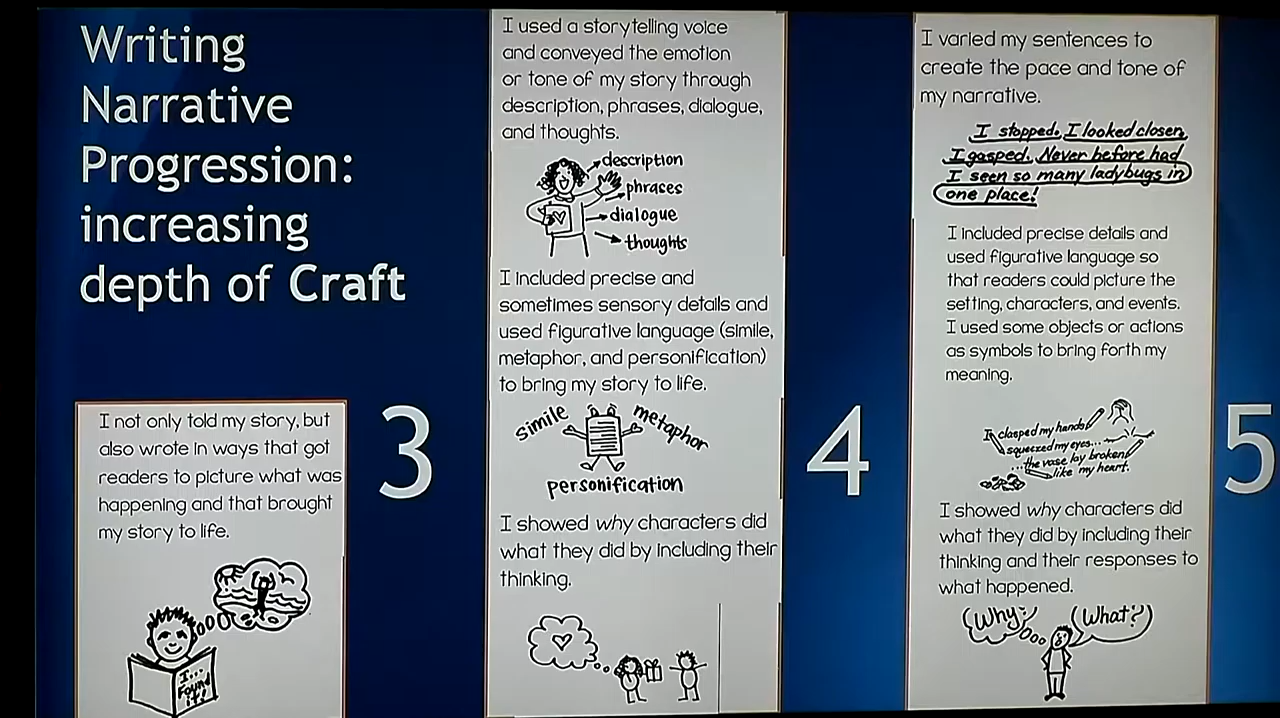 Writing
Narrative
Progression:
increasing
depth of Craft
I not only told my story, but
also wrote in ways that got
readers to picture what was
happening and that brought
my story to life.
I...
Found
it!
3
I used a storytelling voice
and conveyed the emotion
or tone of my story through
description, phrases, dialogue,
and thoughts.
description
phrases
dialogue
thoughts
I included precise and
sometimes sensory details and
used figurative language (simile,
metaphor, and personification)
to bring my story to life.
simile
metaphor
personification
I showed why characters did
what they did by including their
thinking.
4
I varied my sentences to
create the pace and tone of
my narrative.
I stopped. I looked closer.
I gasped. Never before had
I seen so many ladybugs in
one place!
I included precise details and
used figurative language so
that readers could picture the
setting, characters, and events.
I used some objects or actions
as symbols to bring forth my
meaning.
I clasped my hands
squeezed my eyes...
...the vase lay broken
like my heart.
I showed why characters did
what they did by including their
thinking and their responses to
what happened.
Why?
What?
5